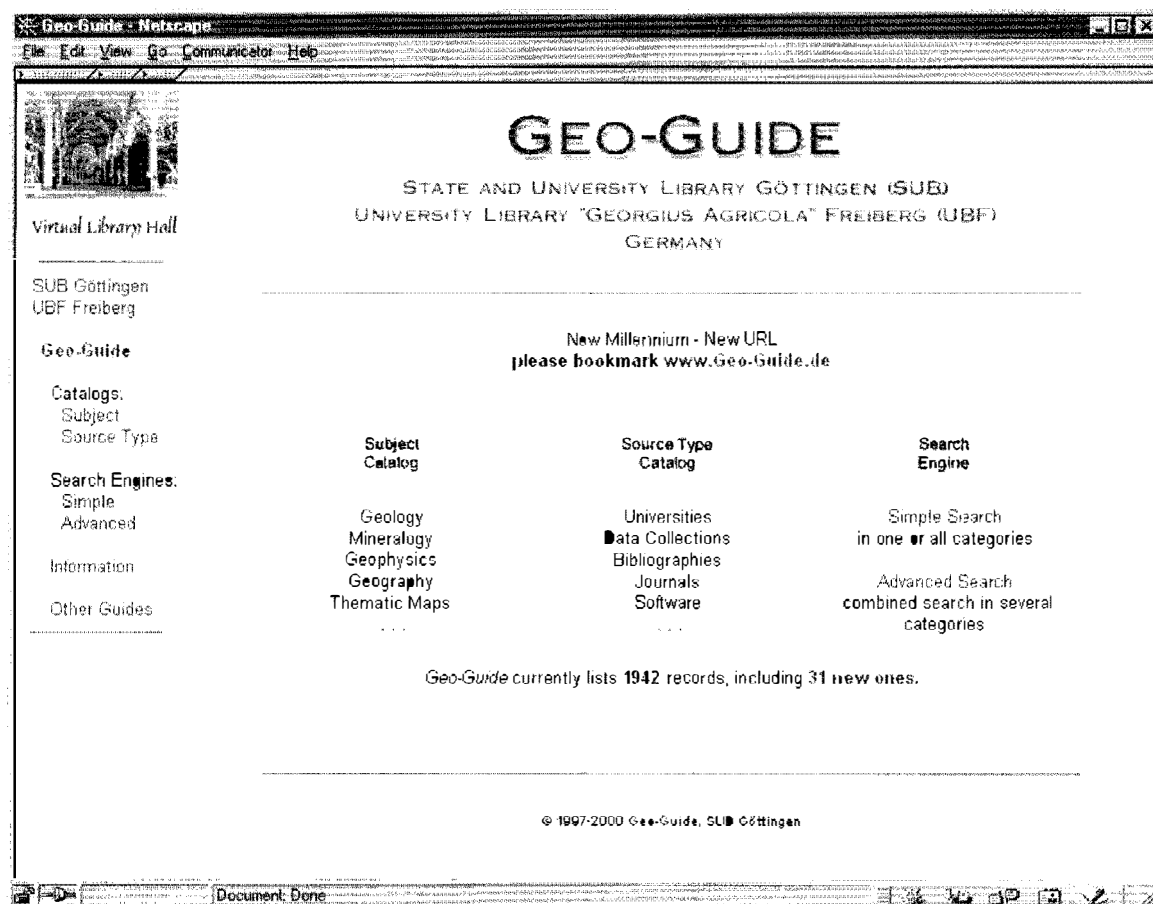 Geo-Guide - Netscape
File Edit View Go Communicator Help
Virtual Library Hall
SUB Göttingen
UBF Freiberg
Geo-Guide
Catalogs:
Subject
Source Type
Search Engines:
Simple
Advanced
Information
Other Guides
GEO-GUIDE
STATE AND UNIVERSITY LIBRARY GÖTTINGEN (SUB)
UNIVERSITY LIBRARY "GEORGIUS AGRICOLA" FREIBERG (UBF)
GERMANY
New Millennium - New URL
please bookmark www.Geo-Guide.de
Subject
Catalog
Geology
Mineralogy
Geophysics
Geography
Thematic Maps
. . .
Source Type
Catalog
Universities
Data Collections
Bibliographies
Journals
Software
. . .
Search
Engine
Simple Search
in one or all categories
Advanced Search
combined search in several
categories
Geo-Guide currently lists 1942 records, including 31 new ones.
© 1997-2000 Geo-Guide, SUB Göttingen
Document: Done